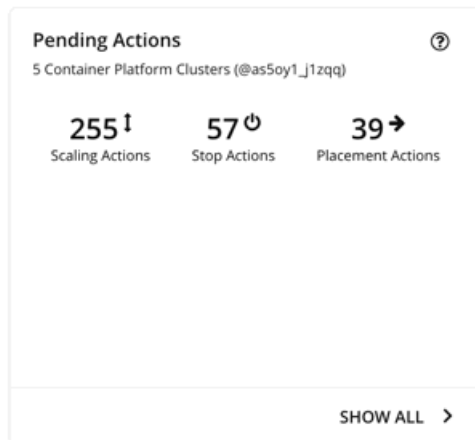 Pending Actions
5 Container Platform Clusters (@as5oy1_j1zqq)
255 57 39
Scaling Actions Stop Actions Placement Actions
SHOW ALL